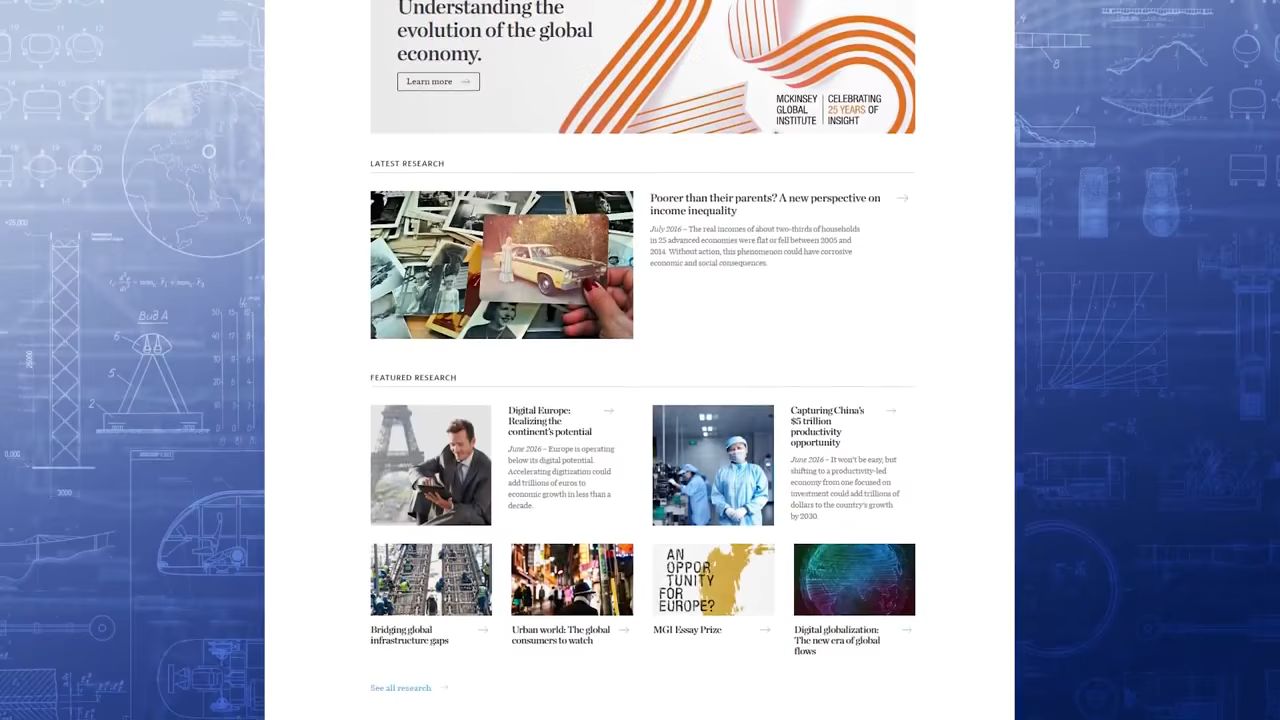 Understanding the
evolution of the global
economy.
Learn more
MCKINSEY
GLOBAL
INSTITUTE
CELEBRATING
25 YEARS OF
INSIGHT
LATEST RESEARCH
Poorer than their parents? A new perspective on
income inequality
July 2016 – The real incomes of about two-thirds of households
in 25 advanced economies were flat or fell between 2005 and
2014. Without action, this phenomenon could have corrosive
economic and social consequences.
FEATURED RESEARCH
Digital Europe:
Realizing the
continent's potential
June 2016 – Europe is operating
below its digital potential.
Accelerating digitization could
add trillions of euros to
economic growth in less than a
decade.
Capturing China's
$5 trillion
productivity
opportunity
June 2016 – It won't be easy, but
shifting to a productivity-led
economy from one focused on
investment could add trillions of
dollars to the country's growth
by 2030.
AN
OPPOR
TUNITY
FOR
EUROPE?
Bridging global
infrastructure gaps
Urban world: The global
consumers to watch
MGI Essay Prize
Digital globalization:
The new era of global
flows
See all research
Вид А
6
5
2
3000
8